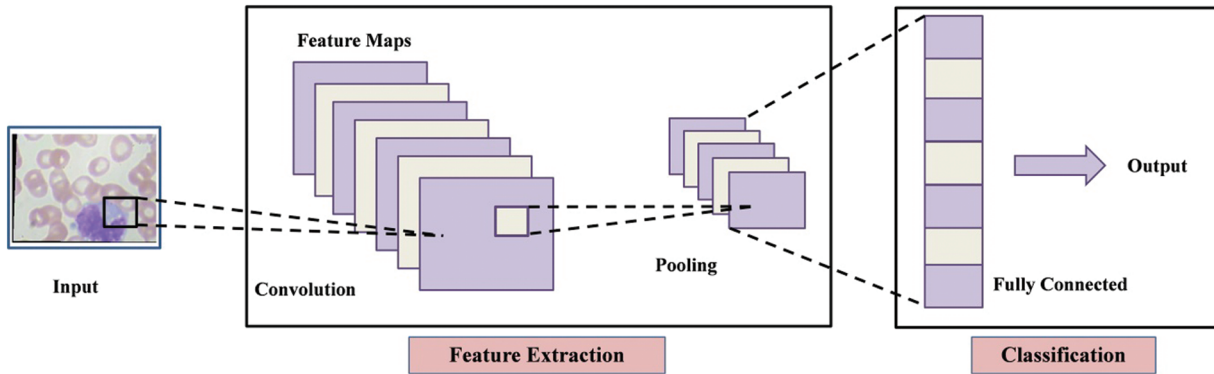 Feature Maps
Input
Convolution
Pooling
Fully Connected
Output
Feature Extraction
Classification